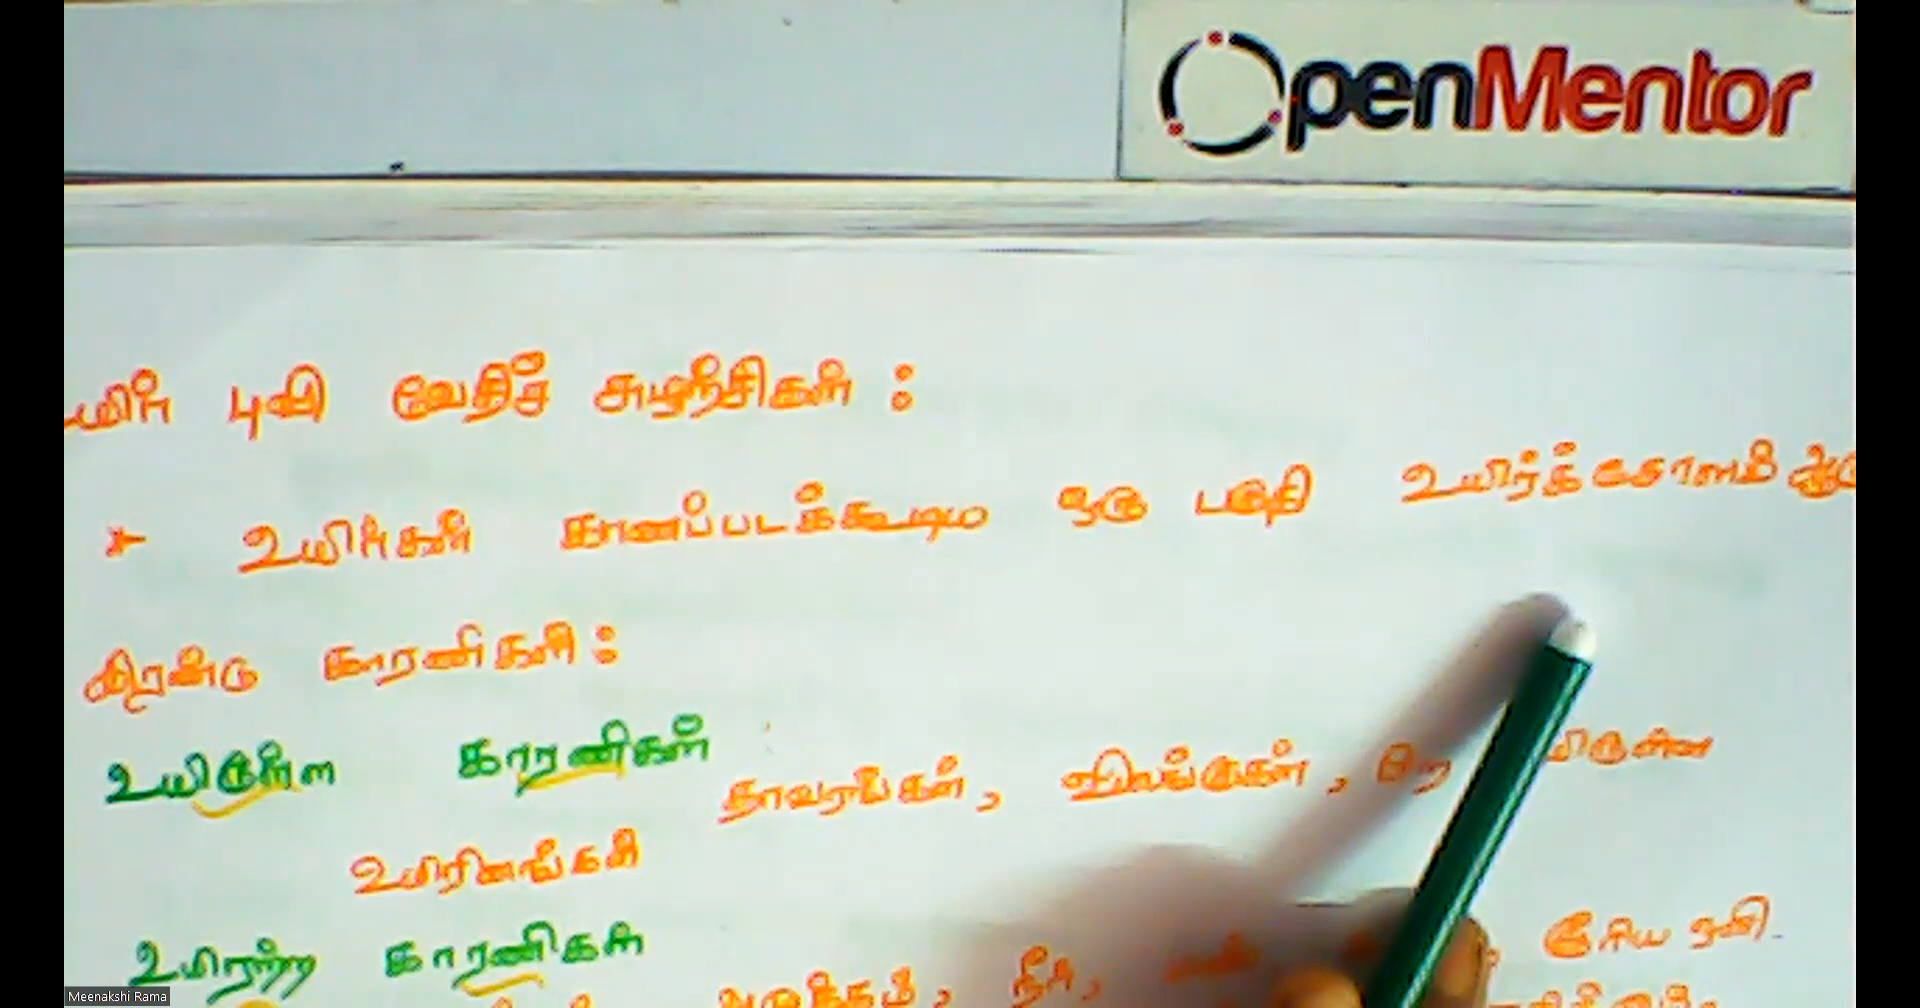 OpenMentor
புவி வேதிச் சுழற்சிகள் :
* உயிர்கள் காணப்படக்கூடிய ஒரு பகுதி உயிர்க்கோளம்
இரண்டு காரணிகள் :
உயிருள்ள காரணிகள்
தாவரங்கள், விலங்குகள்,
உயிரினங்கள்
உயிரற்ற காரணிகள்
நீர்,
சூரிய ஒளி
Meenakshi Rama